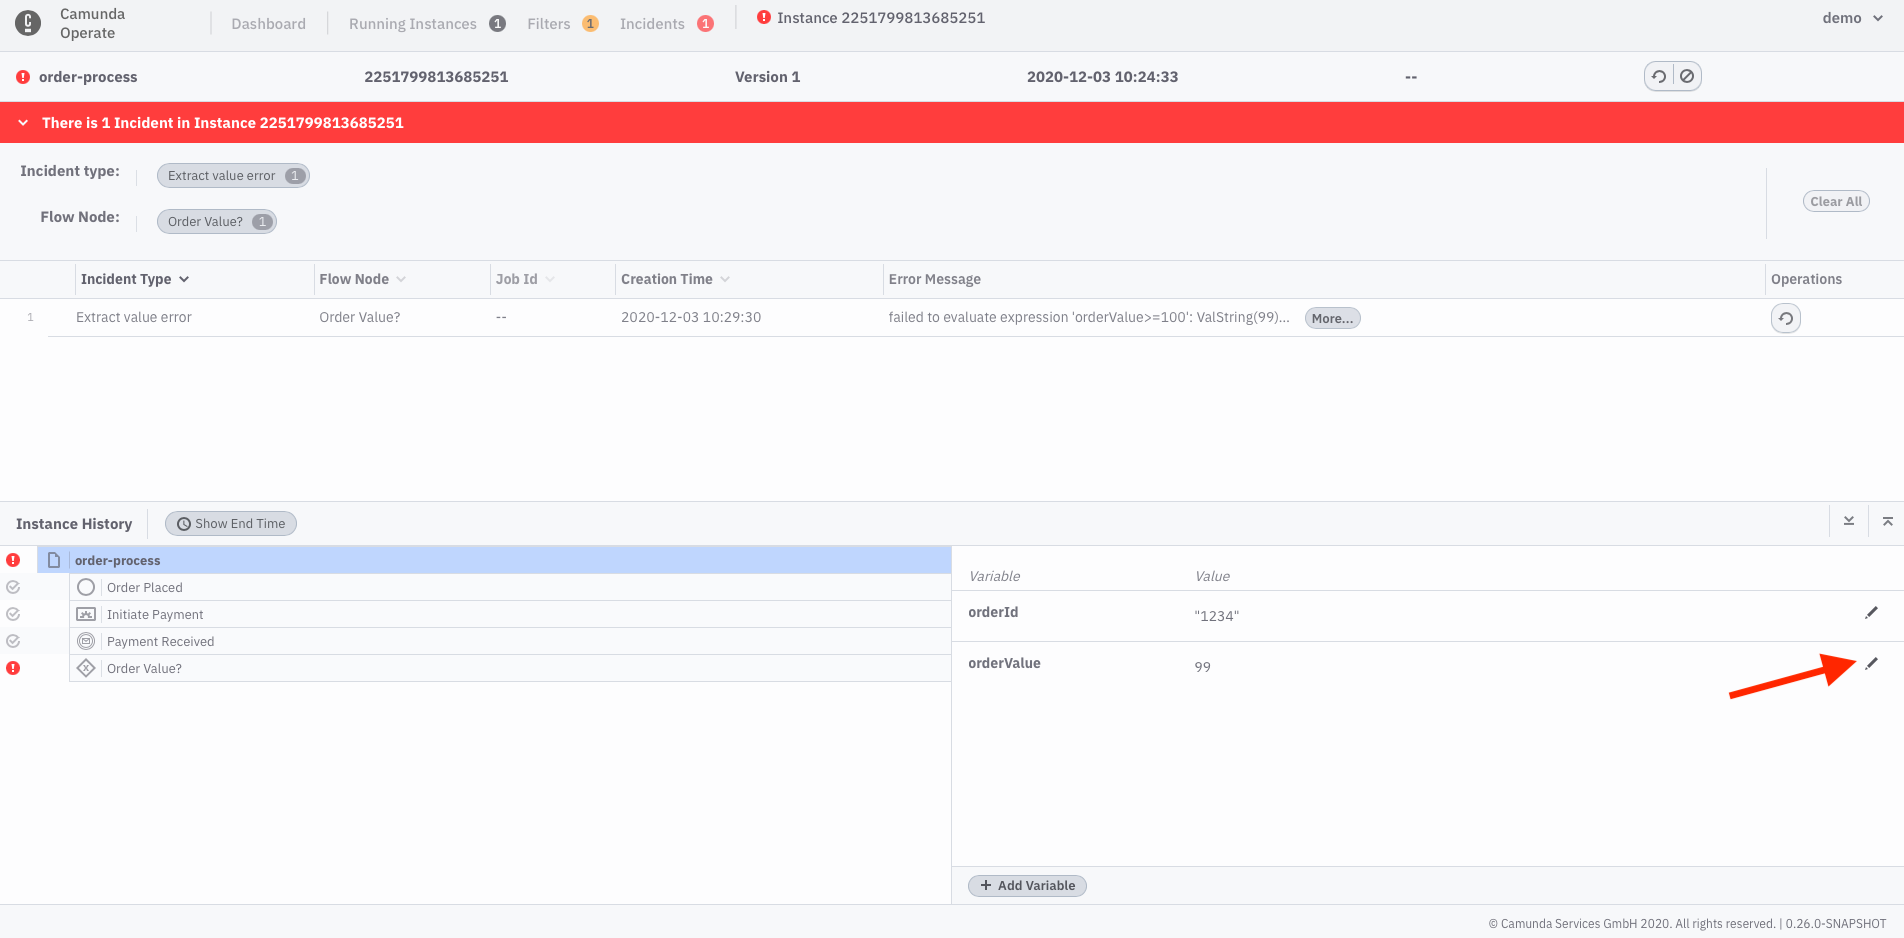 Camunda
Operate
Dashboard
Running Instances 1
Filters 1
Incidents 1
Instance 2251799813685251
demo
order-process 2251799813685251 Version 1 2020-12-03 10:24:33 --
There is 1 Incident in Instance 2251799813685251
Incident type: Extract value error 1
Flow Node: Order Value? 1
Clear All
Incident Type Flow Node Job Id Creation Time Error Message Operations
1 Extract value error Order Value? -- 2020-12-03 10:29:30 failed to evaluate expression 'orderValue>=100': ValString(99)... More...
Instance History Show End Time
order-process
Order Placed
Initiate Payment
Payment Received
Order Value?
Variable Value
orderId "1234"
orderValue 99
+ Add Variable
© Camunda Services GmbH 2020. All rights reserved. | 0.26.0-SNAPSHOT